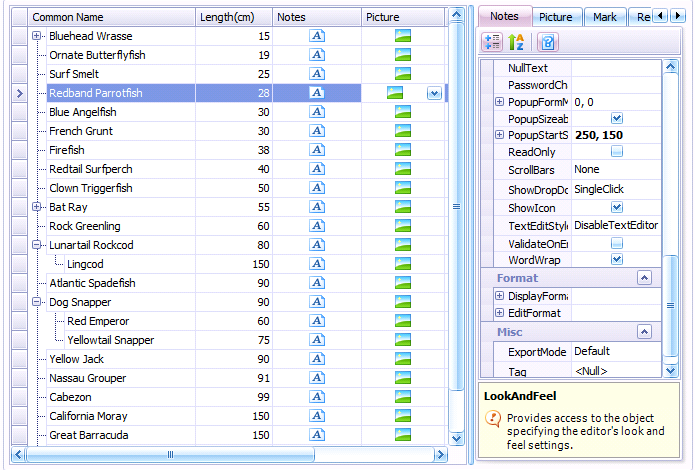 Common Name Length(cm) Notes Picture
Bluehead Wrasse 15
Ornate Butterflyfish 19
Surf Smelt 25
Redband Parrotfish 28
Blue Angelfish 30
French Grunt 30
Firefish 38
Redtail Surfperch 40
Clown Triggerfish 50
Bat Ray 55
Rock Greenling 60
Lunartail Rockcod 80
Lingcod 150
Atlantic Spadefish 90
Dog Snapper 90
Red Emperor 60
Yellowtail Snapper 75
Yellow Jack 90
Nassau Grouper 91
Cabezon 99
California Moray 150
Great Barracuda 150
Notes Picture Mark Re
NullText
PasswordCh
PopupFormM 0, 0
PopupSizeab
PopupStartS 250, 150
ReadOnly
ScrollBars None
ShowDropDo SingleClick
ShowIcon
TextEditStyle DisableTextEditor
ValidateOnEn
WordWrap
Format
DisplayForma
EditFormat
Misc
ExportMode Default
Tag <Null>
LookAndFeel
Provides access to the object
specifying the editor's look and
feel settings.